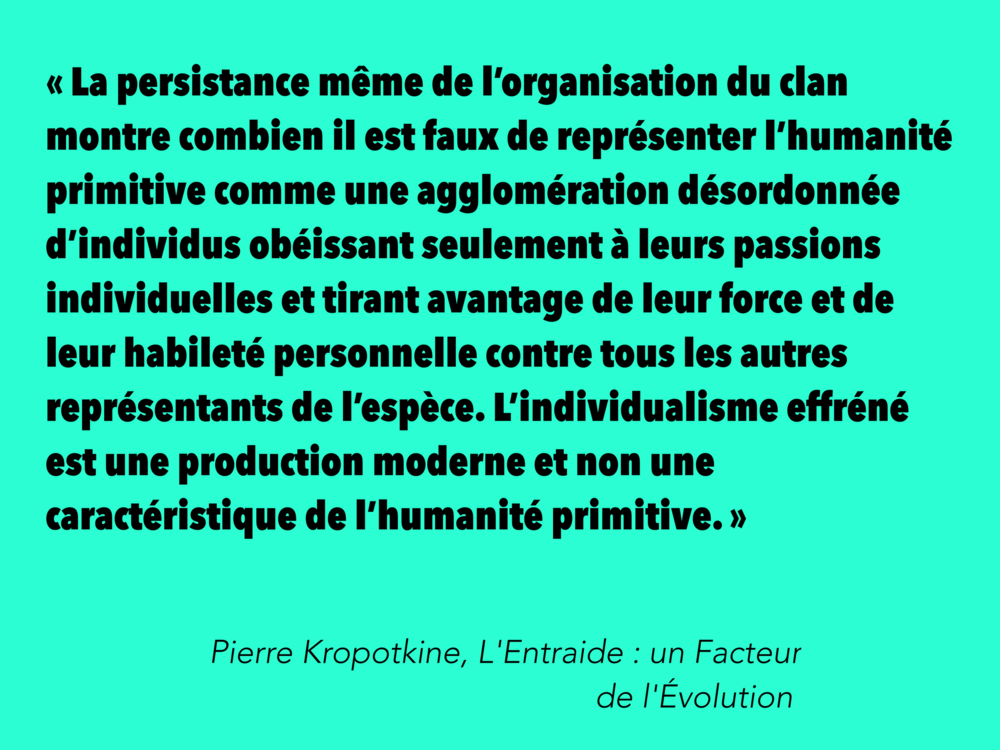 « La persistance même de l’organisation du clan
montre combien il est faux de représenter l’humanité
primitive comme une agglomération désordonnée
d’individus obéissant seulement à leurs passions
individuelles et tirant avantage de leur force et de
leur habileté personnelle contre tous les autres
représentants de l’espèce. L’individualisme effréné
est une production moderne et non une
caractéristique de l’humanité primitive. »
Pierre Kropotkine, L'Entraide : un Facteur
de l'Évolution